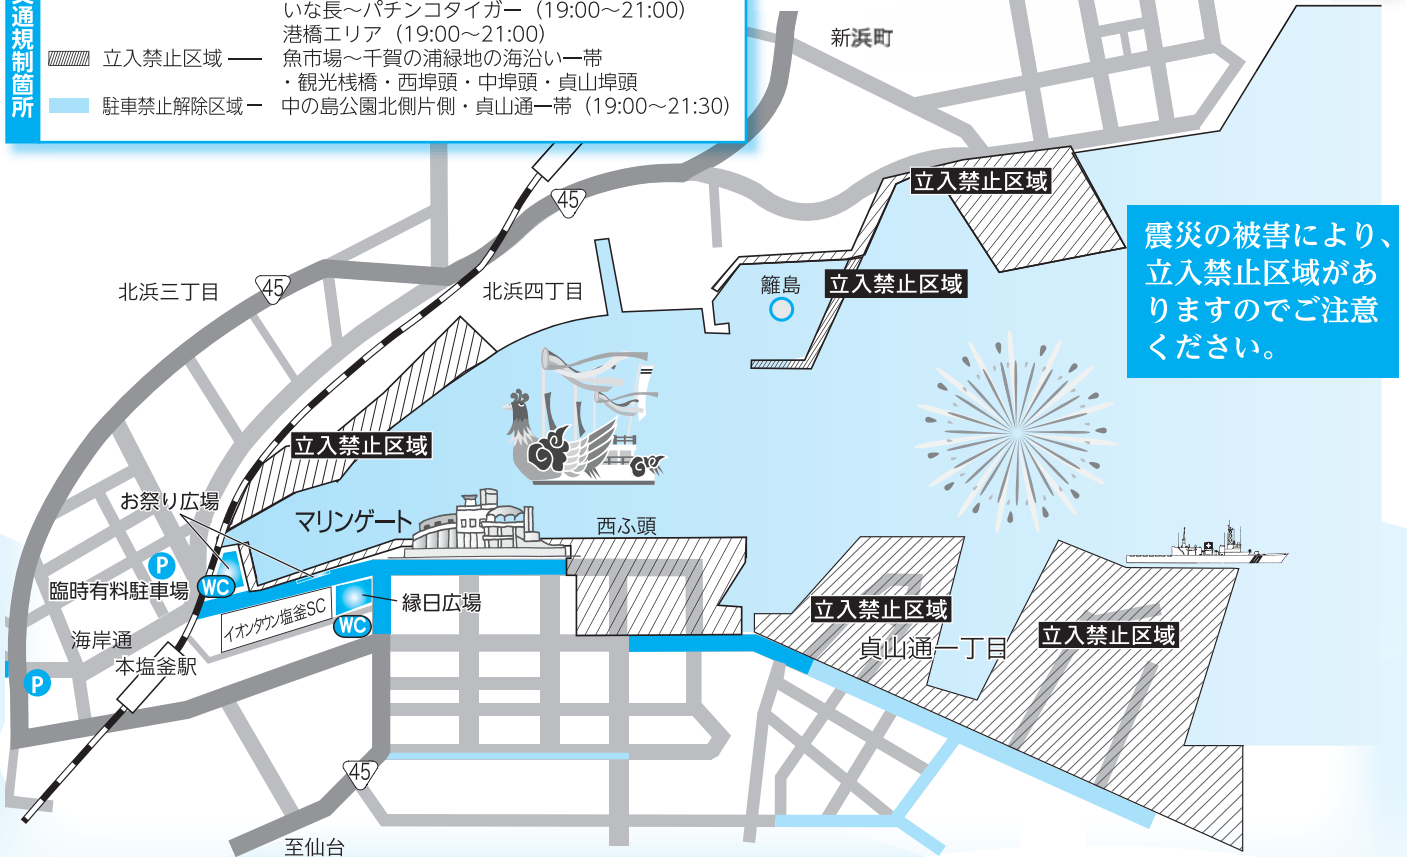 通規制箇所
いな長～パチンコタイガー（19:00～21:00）
港橋エリア（19:00～21:00）
立入禁止区域
魚市場～千賀の浦緑地の海沿い一帯
・観光桟橋・西埠頭・中埠頭・貞山埠頭
駐車禁止解除区域
中の島公園北側片側・貞山通一帯（19:00～21:30）
新浜町
立入禁止区域
45
震災の被害により、
立入禁止区域があ
りますのでご注意
ください。
北浜三丁目
45
北浜四丁目
籬島
立入禁止区域
立入禁止区域
お祭り広場
マリンゲート
西ふ頭
P
臨時有料駐車場
WC
イオンタウン塩釜SC
縁日広場
WC
立入禁止区域
貞山通一丁目
立入禁止区域
海岸通
本塩釜駅
P
45
至仙台